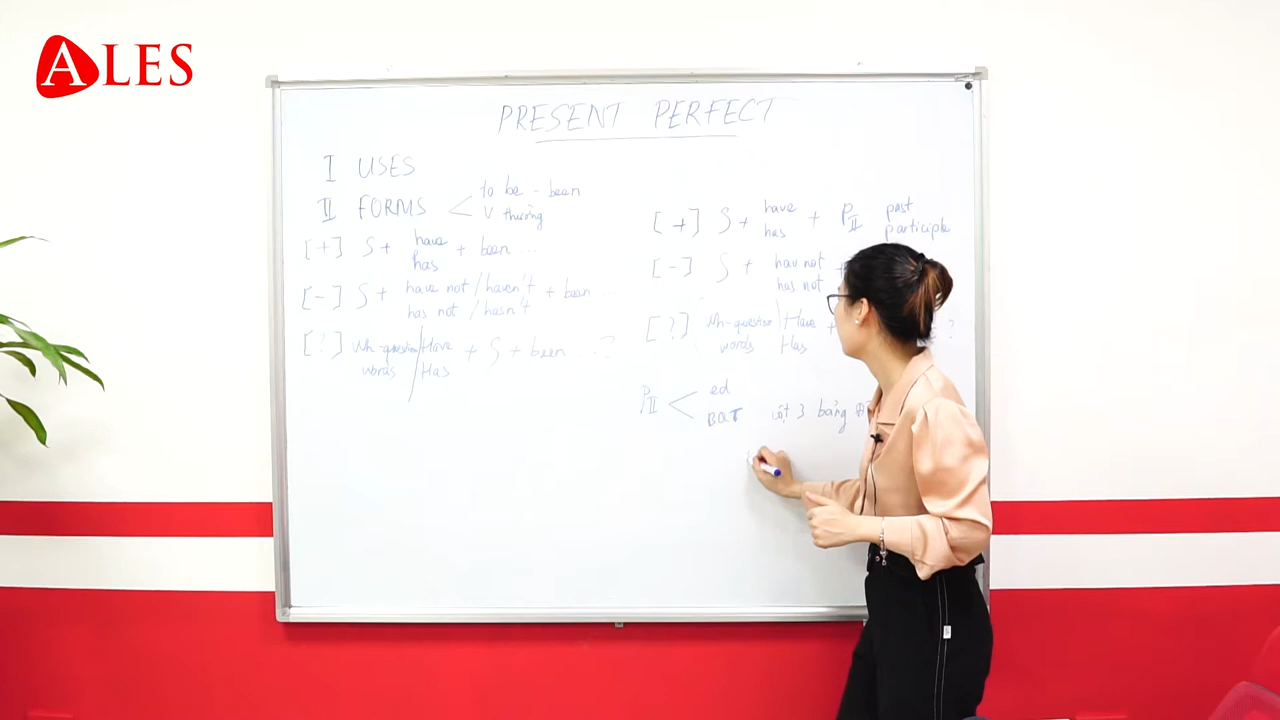 ALES
PRESENT PERFECT
I USES
II FORMS < to be - been
V thường
[+] S + have
has + been ...
[-] S + have not / haven't
has not / hasn't + been ...
[?] Wh-question
words / Have
Has + S + been ...?
[+] S + have
has + PII past
participle
[-] S + hav not
has not
[?] Wh-question
words / Have
Has + ?
PII < ed
BQT cột 3 bảng